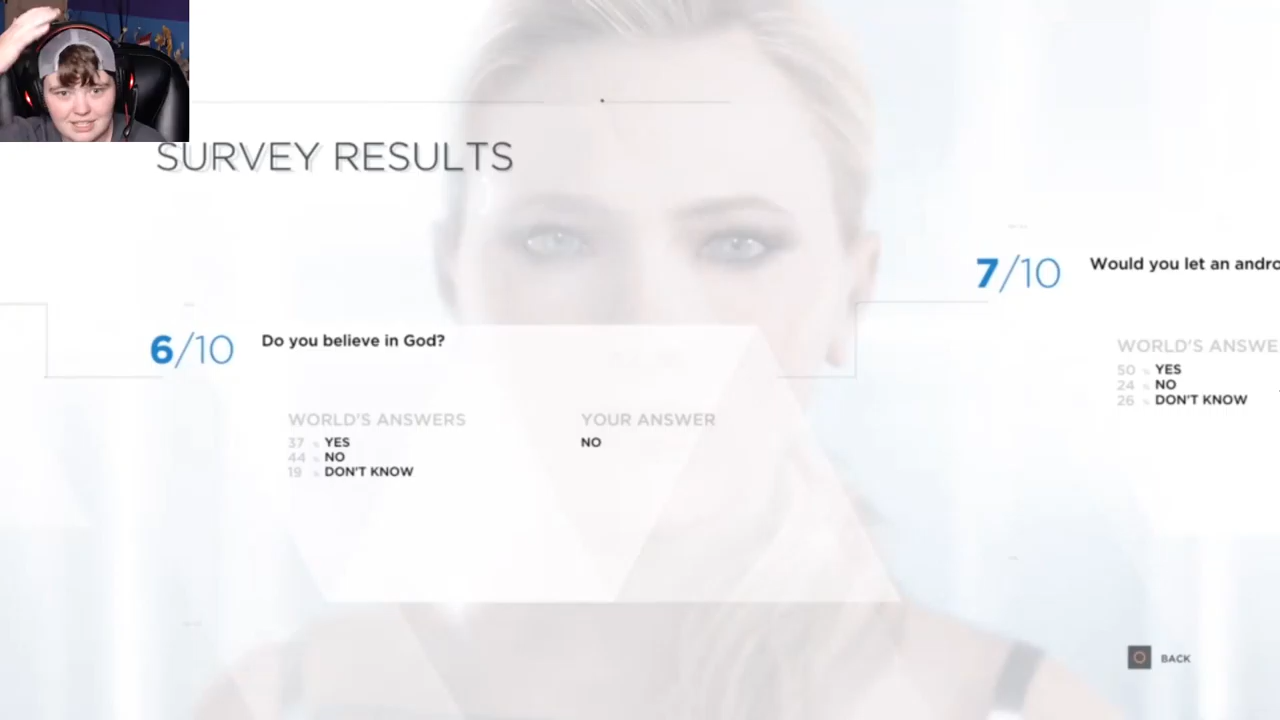 SURVEY RESULTS
6/10 Do you believe in God?
WORLD'S ANSWERS
37 % YES
44 % NO
19 % DON'T KNOW
YOUR ANSWER
NO
7/10 Would you let an andro
WORLD'S ANSWE
50 % YES
24 % NO
26 % DON'T KNOW
BACK